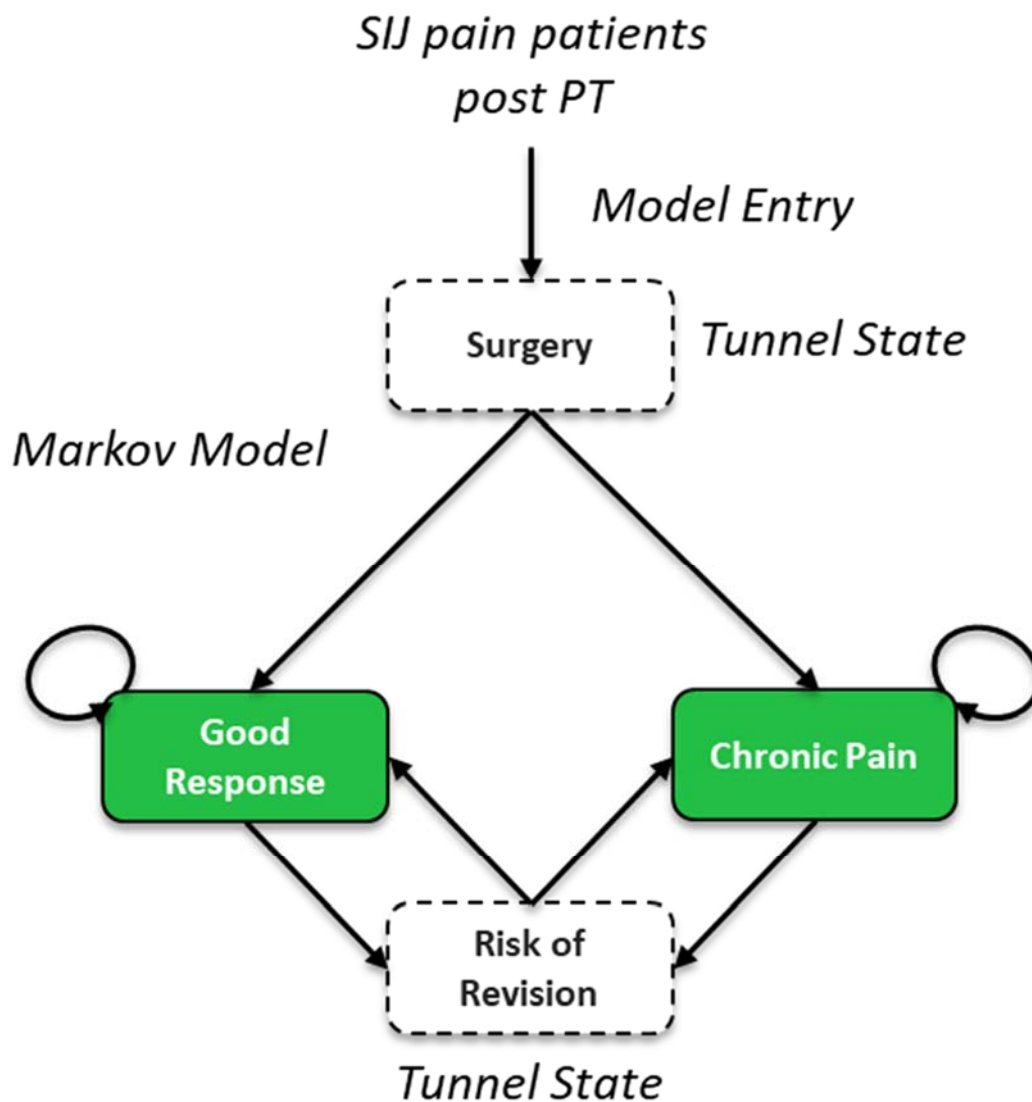 SIJ pain patients
post PT
Model Entry
Surgery
Tunnel State
Markov Model
Good
Response
Chronic Pain
Risk of
Revision
Tunnel State